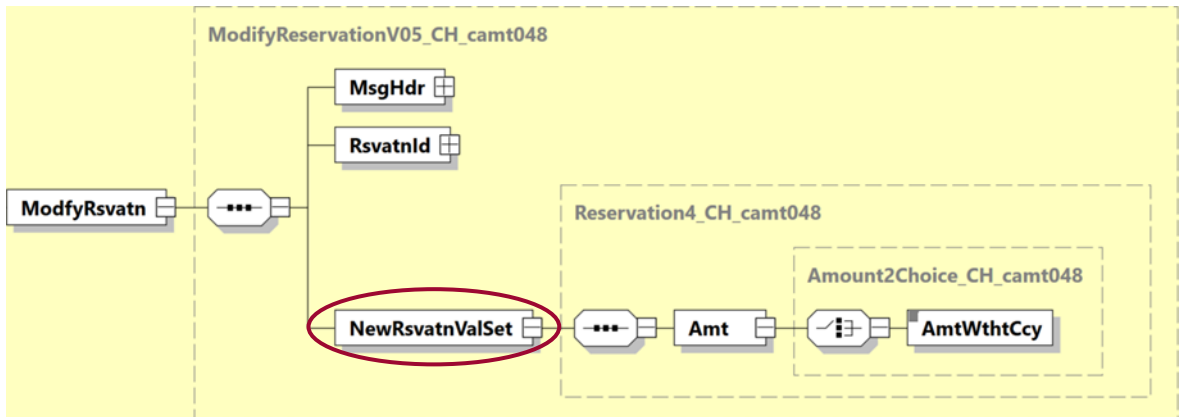 ModifyReservationV05_CH_camt048
MsgHdr
RsvatnId
ModfyRsvatn
Reservation4_CH_camt048
Amount2Choice_CH_camt048
NewRsvatnValSet
Amt
AmtWthtCcy